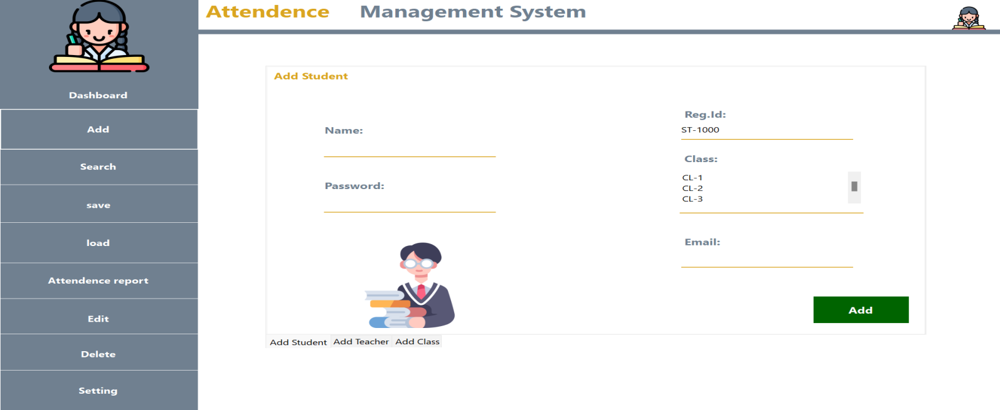 Attendence Management System
Dashboard
Add
Search
save
load
Attendence report
Edit
Delete
Setting
Add Student
Name:
Password:
Reg.Id:
ST-1000
Class:
CL-1
CL-2
CL-3
Email:
Add
Add Student Add Teacher Add Class